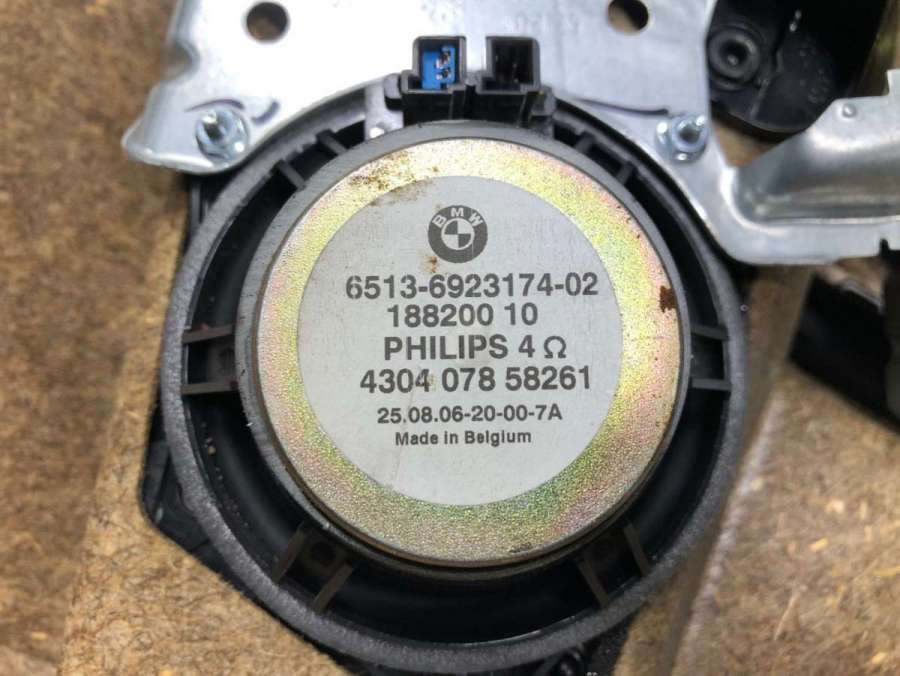 BMW
6513-6923174-02
188200 10
PHILIPS 4 Ω
4304 078 58261
25.08.06-20-00-7A
Made in Belgium